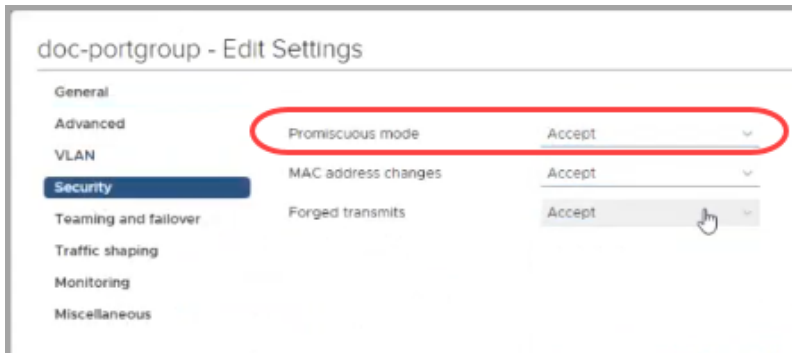 doc-portgroup - Edit Settings
General
Advanced
VLAN
Security
Teaming and failover
Traffic shaping
Monitoring
Miscellaneous
Promiscuous mode Accept
MAC address changes Accept
Forged transmits Accept